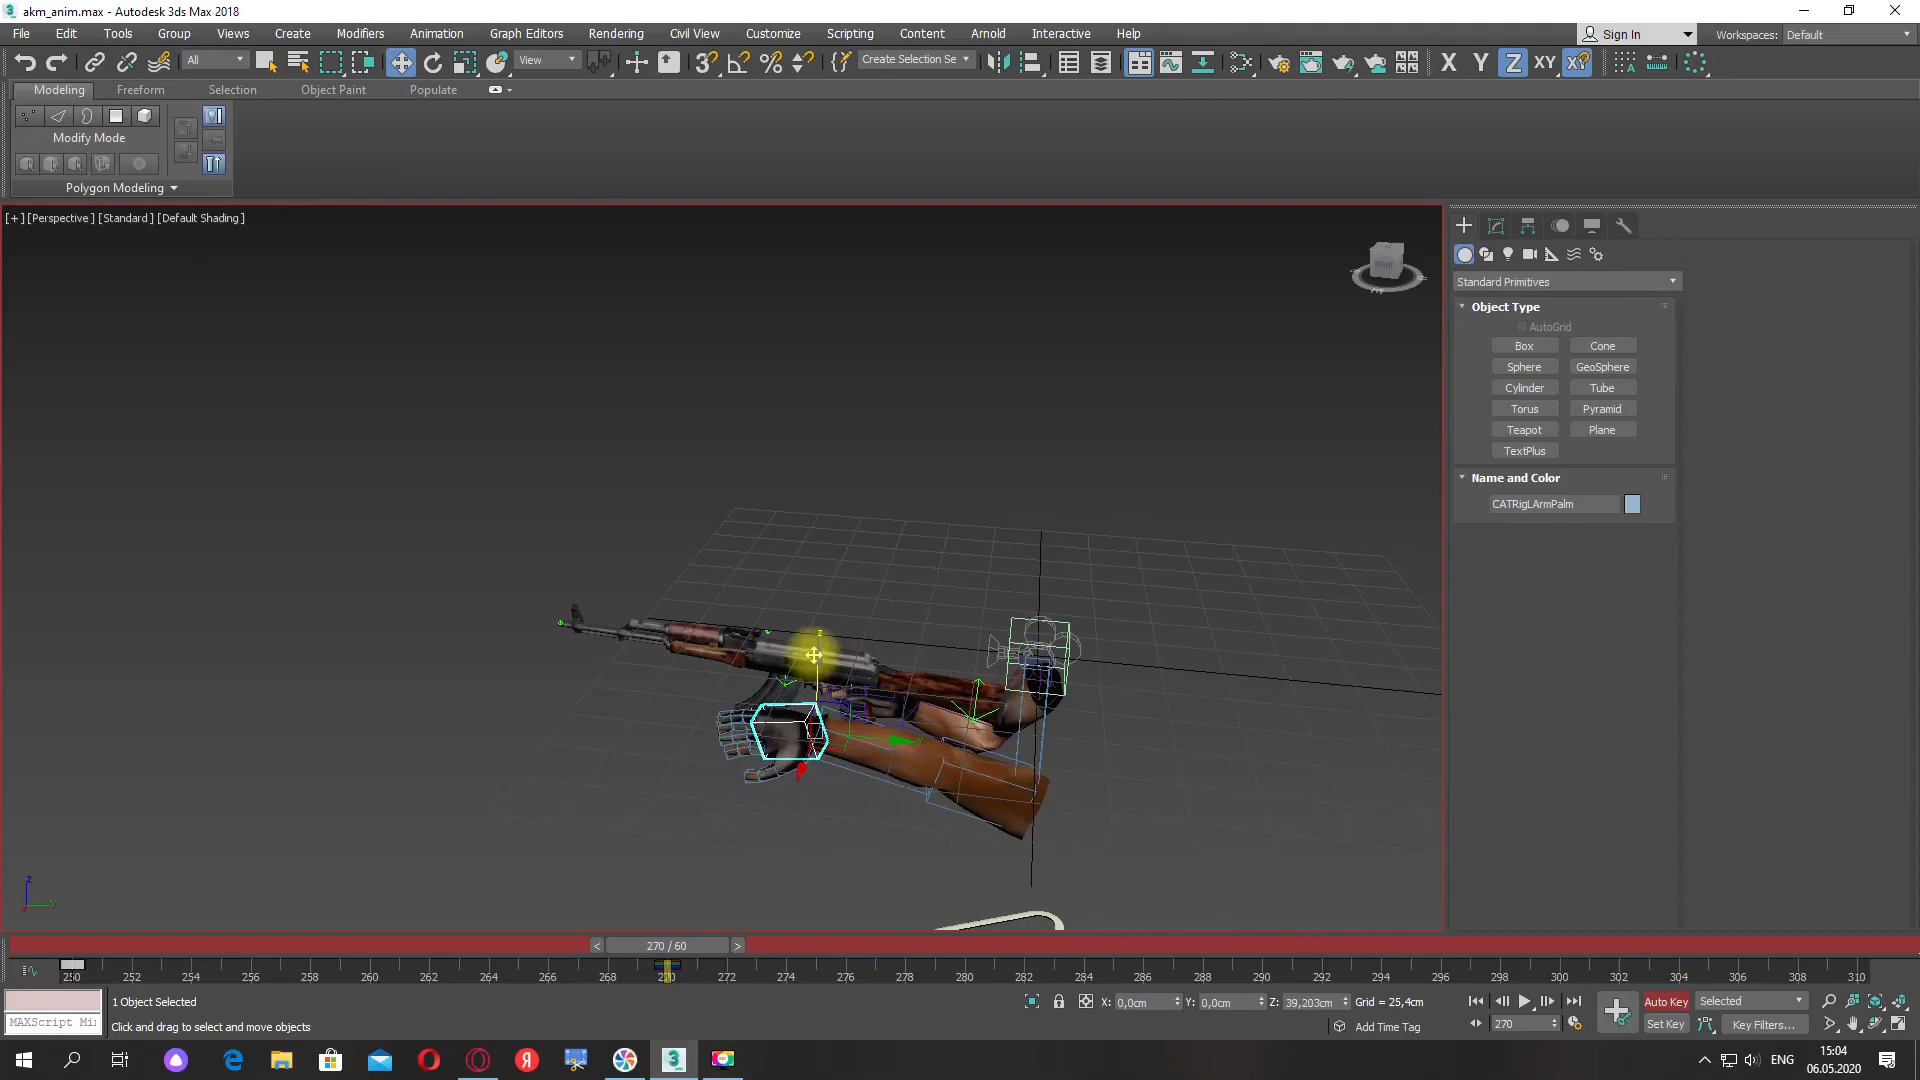 akm_anim.max - Autodesk 3ds Max 2018
File Edit Tools Group Views Create Modifiers Animation Graph Editors Rendering Civil View Customize Scripting Content Arnold Interactive Help
Sign In
Workspaces: Default
All
View
Create Selection Se
X Y Z XY
Modeling Freeform Selection Object Paint Populate
Modify Mode
Polygon Modeling
[+] [Perspective] [Standard] [Default Shading]
RIGHT
Standard Primitives
Object Type
AutoGrid
Box Cone
Sphere GeoSphere
Cylinder Tube
Torus Pyramid
Teapot Plane
TextPlus
Name and Color
CATRigLArmPalm
z
y
z
y
270 / 60
250 252 254 256 258 260 262 264 266 268 270 272 274 276 278 280 282 284 286 288 290 292 294 296 298 300 302 304 306 308 310
1 Object Selected
X: 0,0cm Y: 0,0cm Z: 39,203cm Grid = 25,4cm
Auto Key Selected
MAXScript Mi
Click and drag to select and move objects
Add Time Tag
270
Set Key Key Filters...
ENG
15:04
06.05.2020